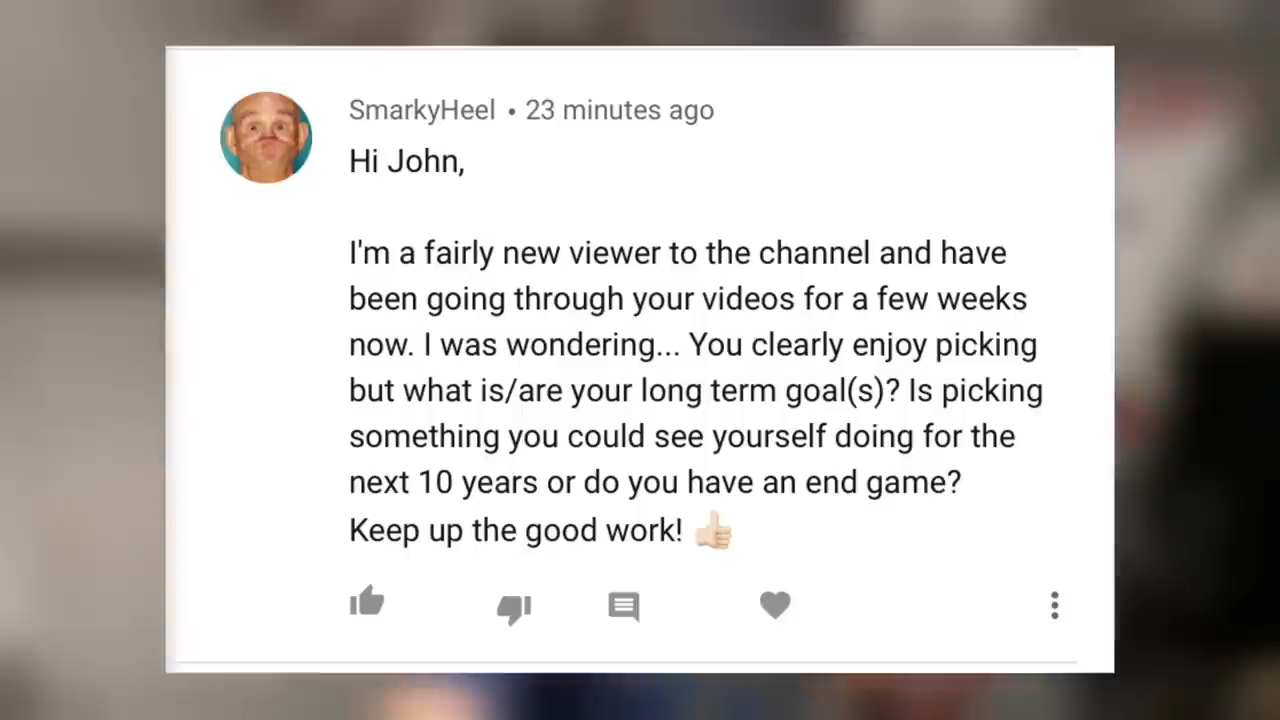 SmarkyHeel • 23 minutes ago
Hi John,
I'm a fairly new viewer to the channel and have
been going through your videos for a few weeks
now. I was wondering... You clearly enjoy picking
but what is/are your long term goal(s)? Is picking
something you could see yourself doing for the
next 10 years or do you have an end game?
Keep up the good work! 👍🏻